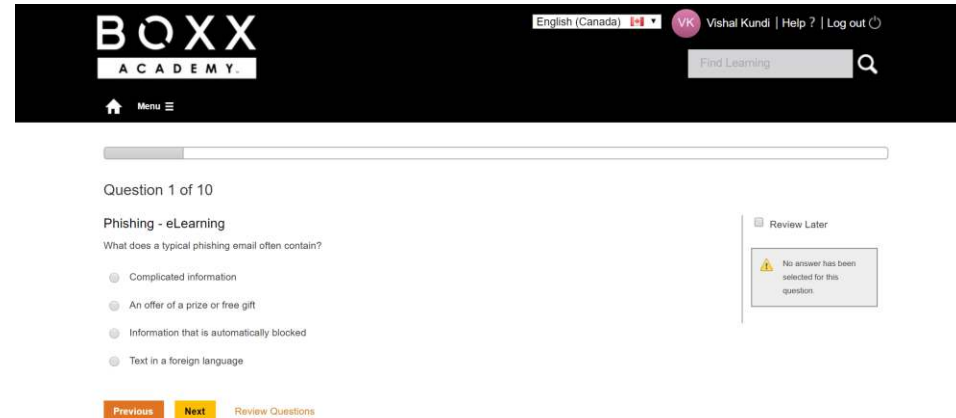 BOXX
ACADEMY.
English (Canada)
VK Vishal Kundi | Help ? | Log out
Find Learning
Menu
Question 1 of 10
Phishing - eLearning
What does a typical phishing email often contain?
Complicated information
An offer of a prize or free gift
Information that is automatically blocked
Text in a foreign language
Review Later
No answer has been
selected for this
question.
Previous Next Review Questions